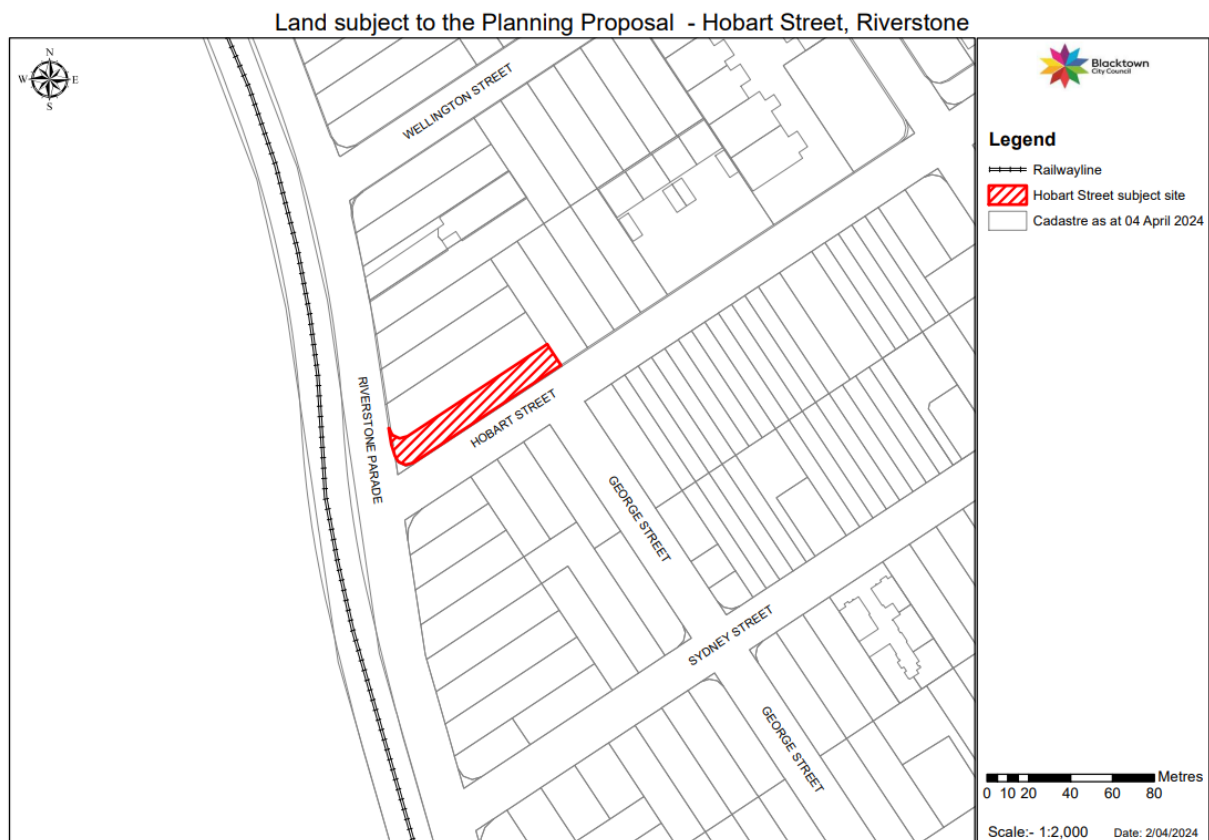 Land subject to the Planning Proposal - Hobart Street, Riverstone
N
W E
S
WELLINGTON STREET
RIVERSTONE PARADE
HOBART STREET
GEORGE STREET
SYDNEY STREET
GEORGE STREET
Blacktown
City Council
Legend
Railwayline
Hobart Street subject site
Cadastre as at 04 April 2024
Metres
0 10 20 40 60 80
Scale:- 1:2,000 Date: 2/04/2024